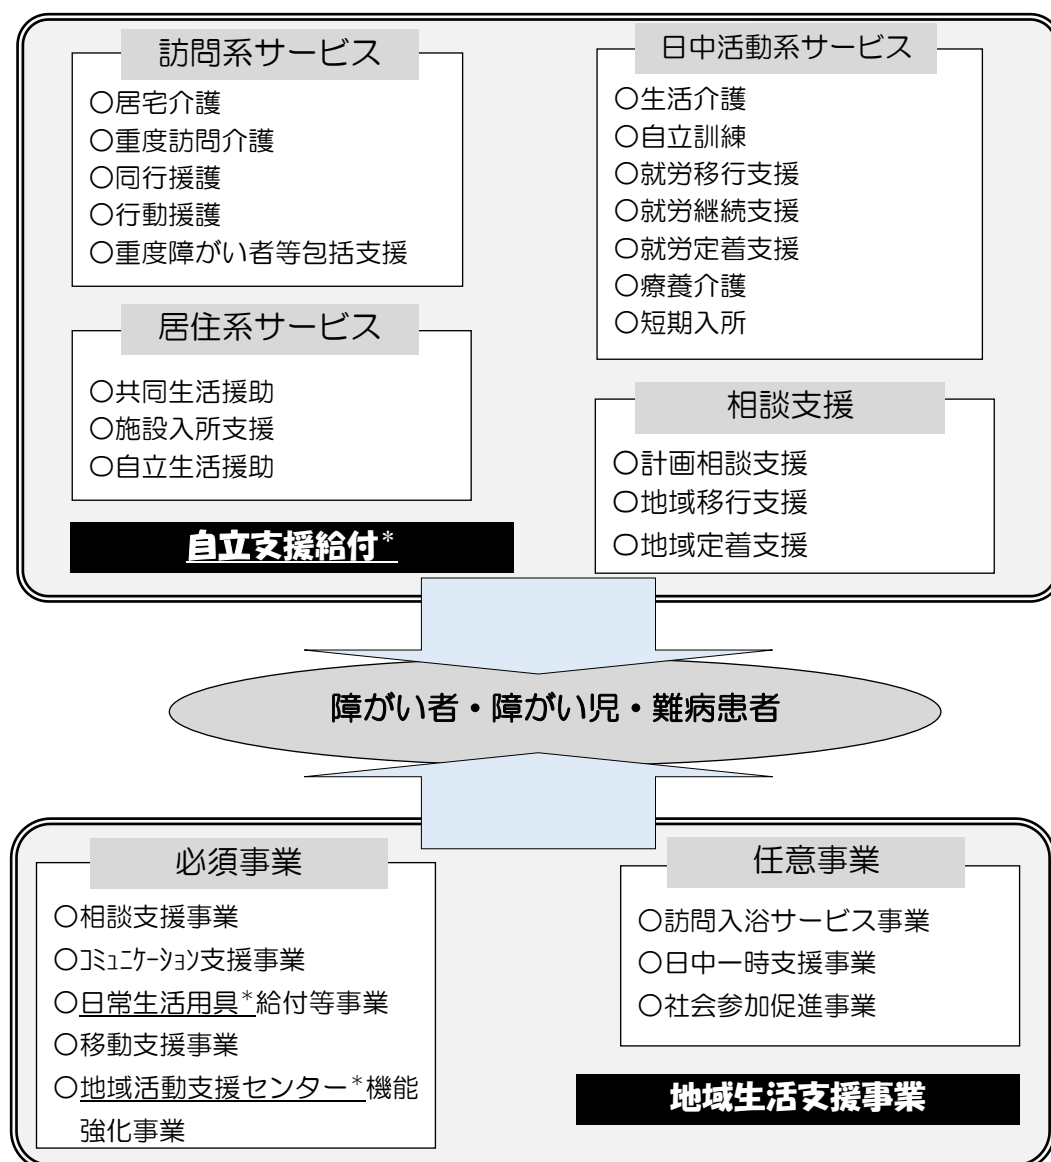 訪問系サービス
○居宅介護
○重度訪問介護
○同行援護
○行動援護
○重度障がい者等包括支援
日中活動系サービス
○生活介護
○自立訓練
○就労移行支援
○就労継続支援
○就労定着支援
○療養介護
○短期入所
居住系サービス
○共同生活援助
○施設入所支援
○自立生活援助
相談支援
○計画相談支援
○地域移行支援
○地域定着支援
自立支援給付*
障がい者・障がい児・難病患者
必須事業
○相談支援事業
○ｺﾐｭﾆｹｰｼｮﾝ支援事業
○日常生活用具*給付等事業
○移動支援事業
○地域活動支援センター*機能
強化事業
任意事業
○訪問入浴サービス事業
○日中一時支援事業
○社会参加促進事業
地域生活支援事業